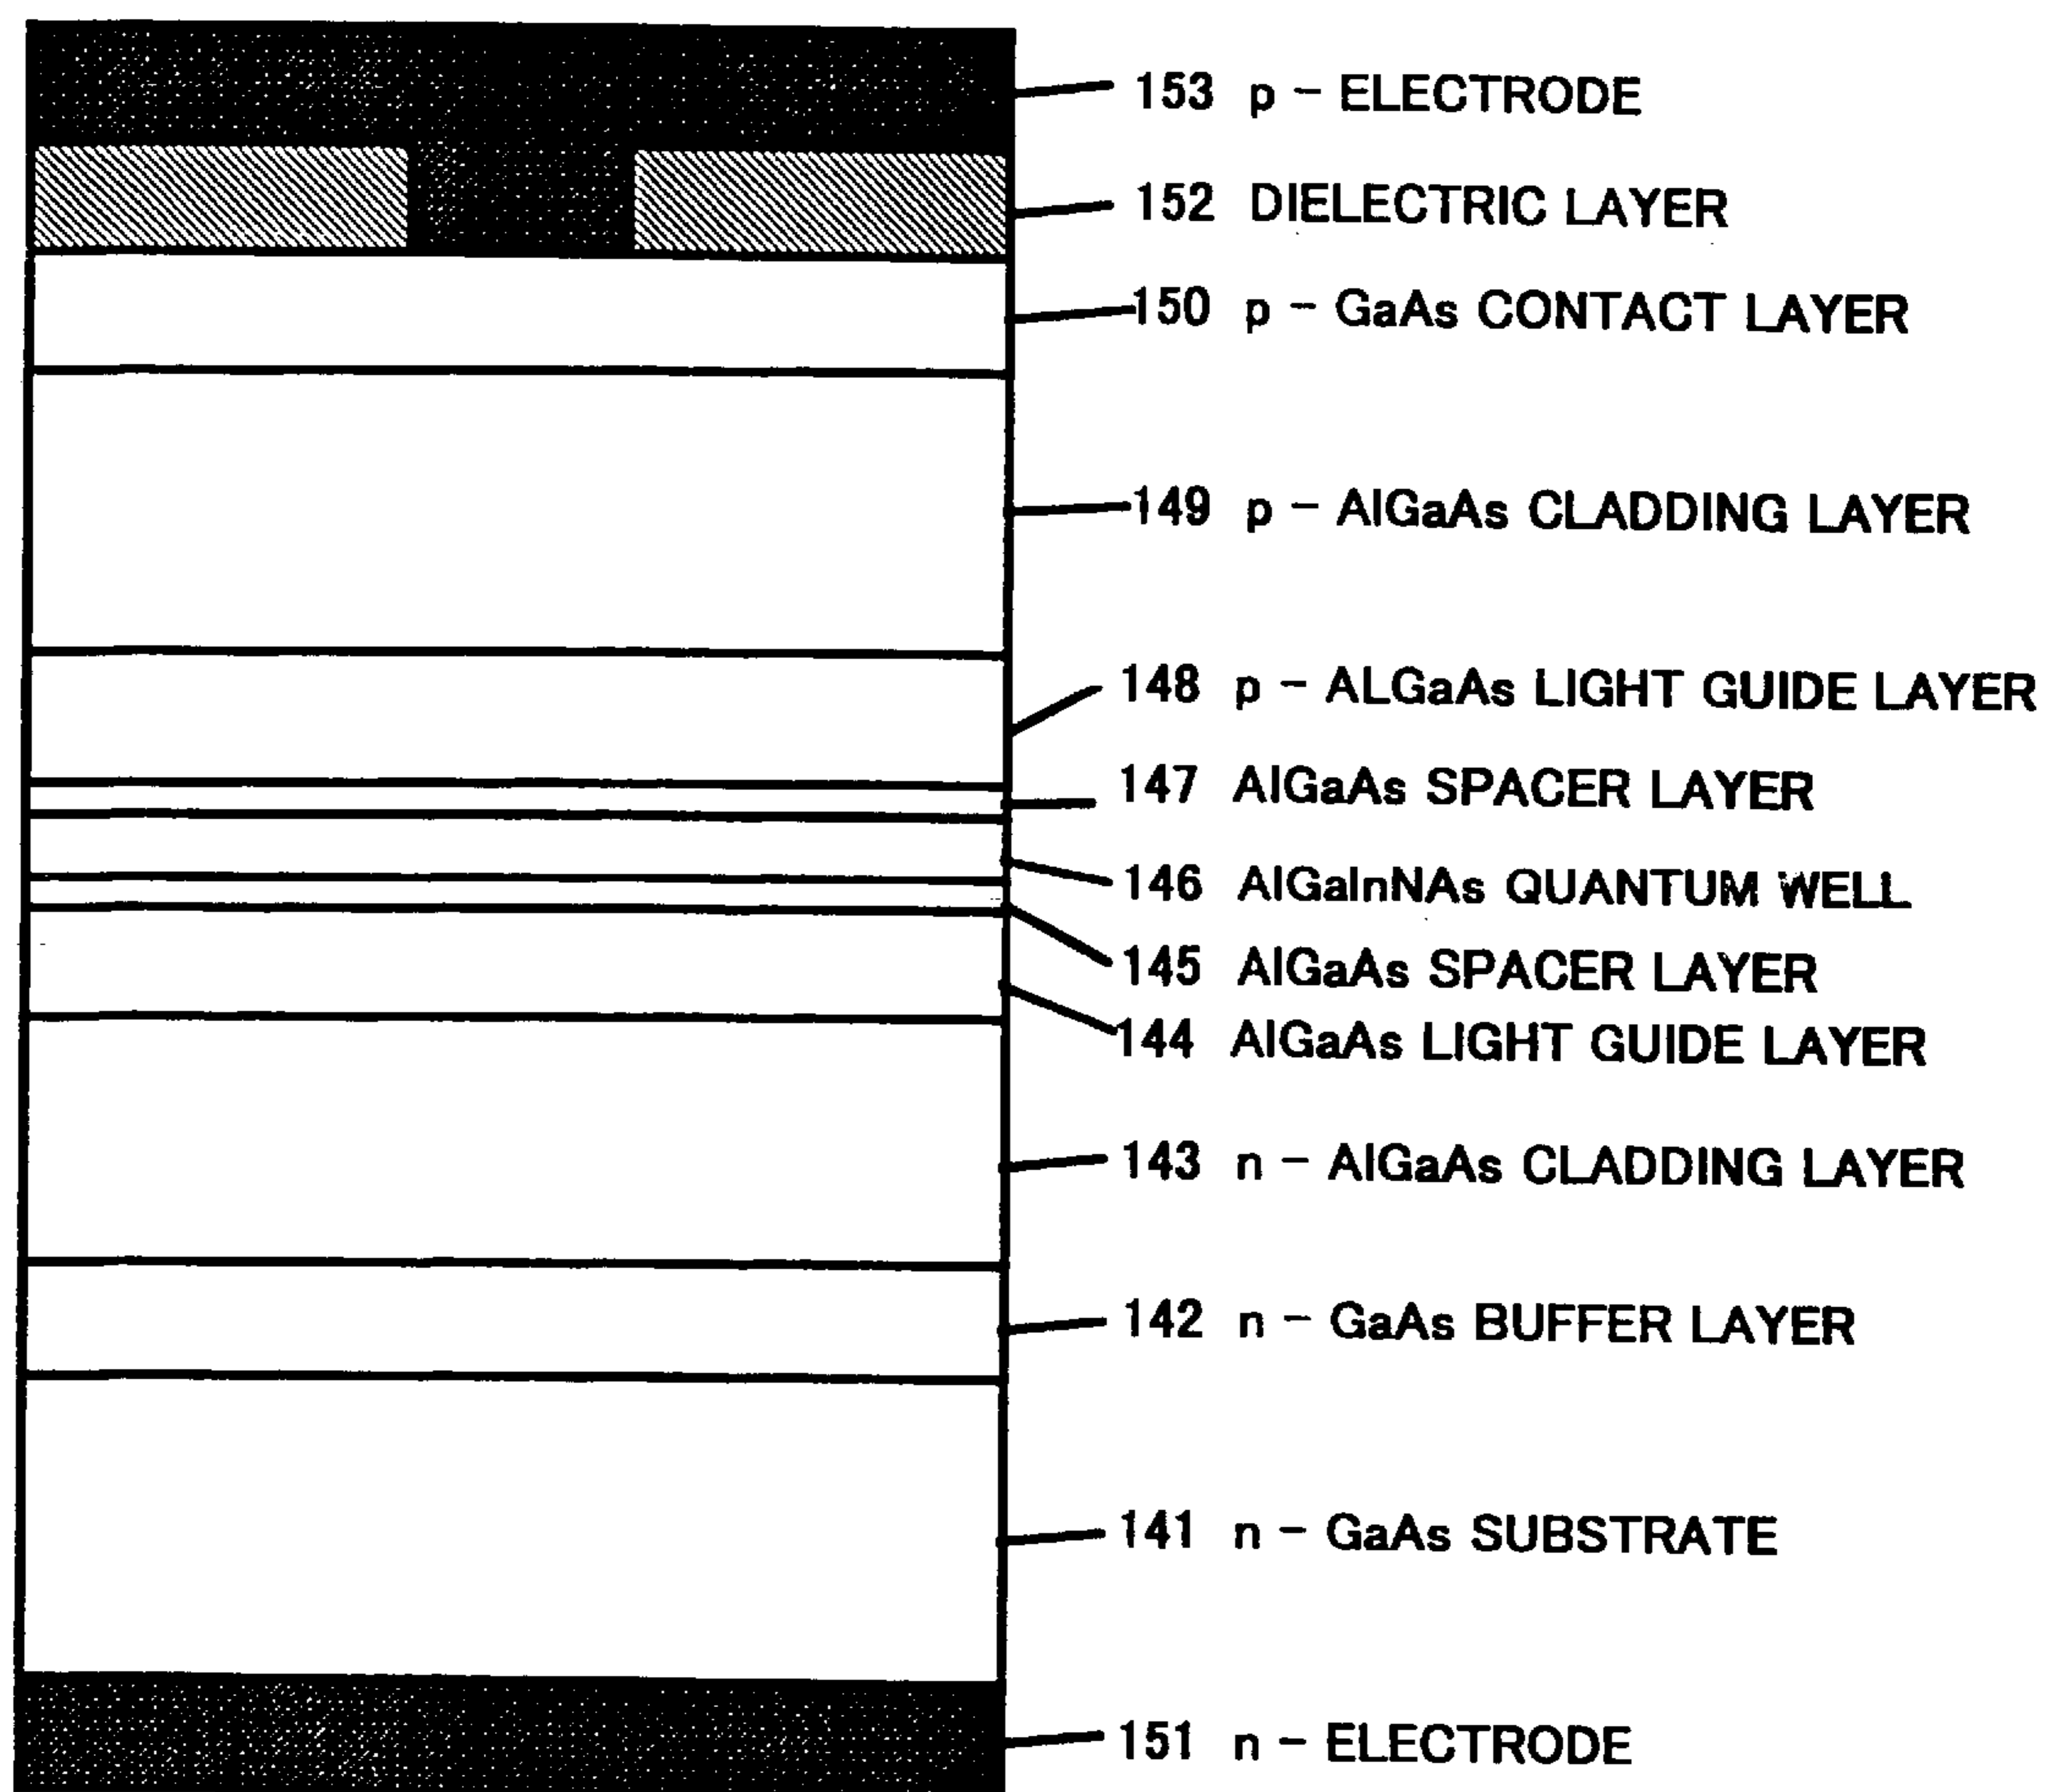 153 p - ELECTRODE
152 DIELECTRIC LAYER
150 p - GaAs CONTACT LAYER
149 p - AlGaAs CLADDING LAYER
148 p - ALGaAs LIGHT GUIDE LAYER
147 AlGaAs SPACER LAYER
146 AlGaInNAs QUANTUM WELL
145 AlGaAs SPACER LAYER
144 AlGaAs LIGHT GUIDE LAYER
143 n - AlGaAs CLADDING LAYER
142 n - GaAs BUFFER LAYER
141 n - GaAs SUBSTRATE
151 n - ELECTRODE